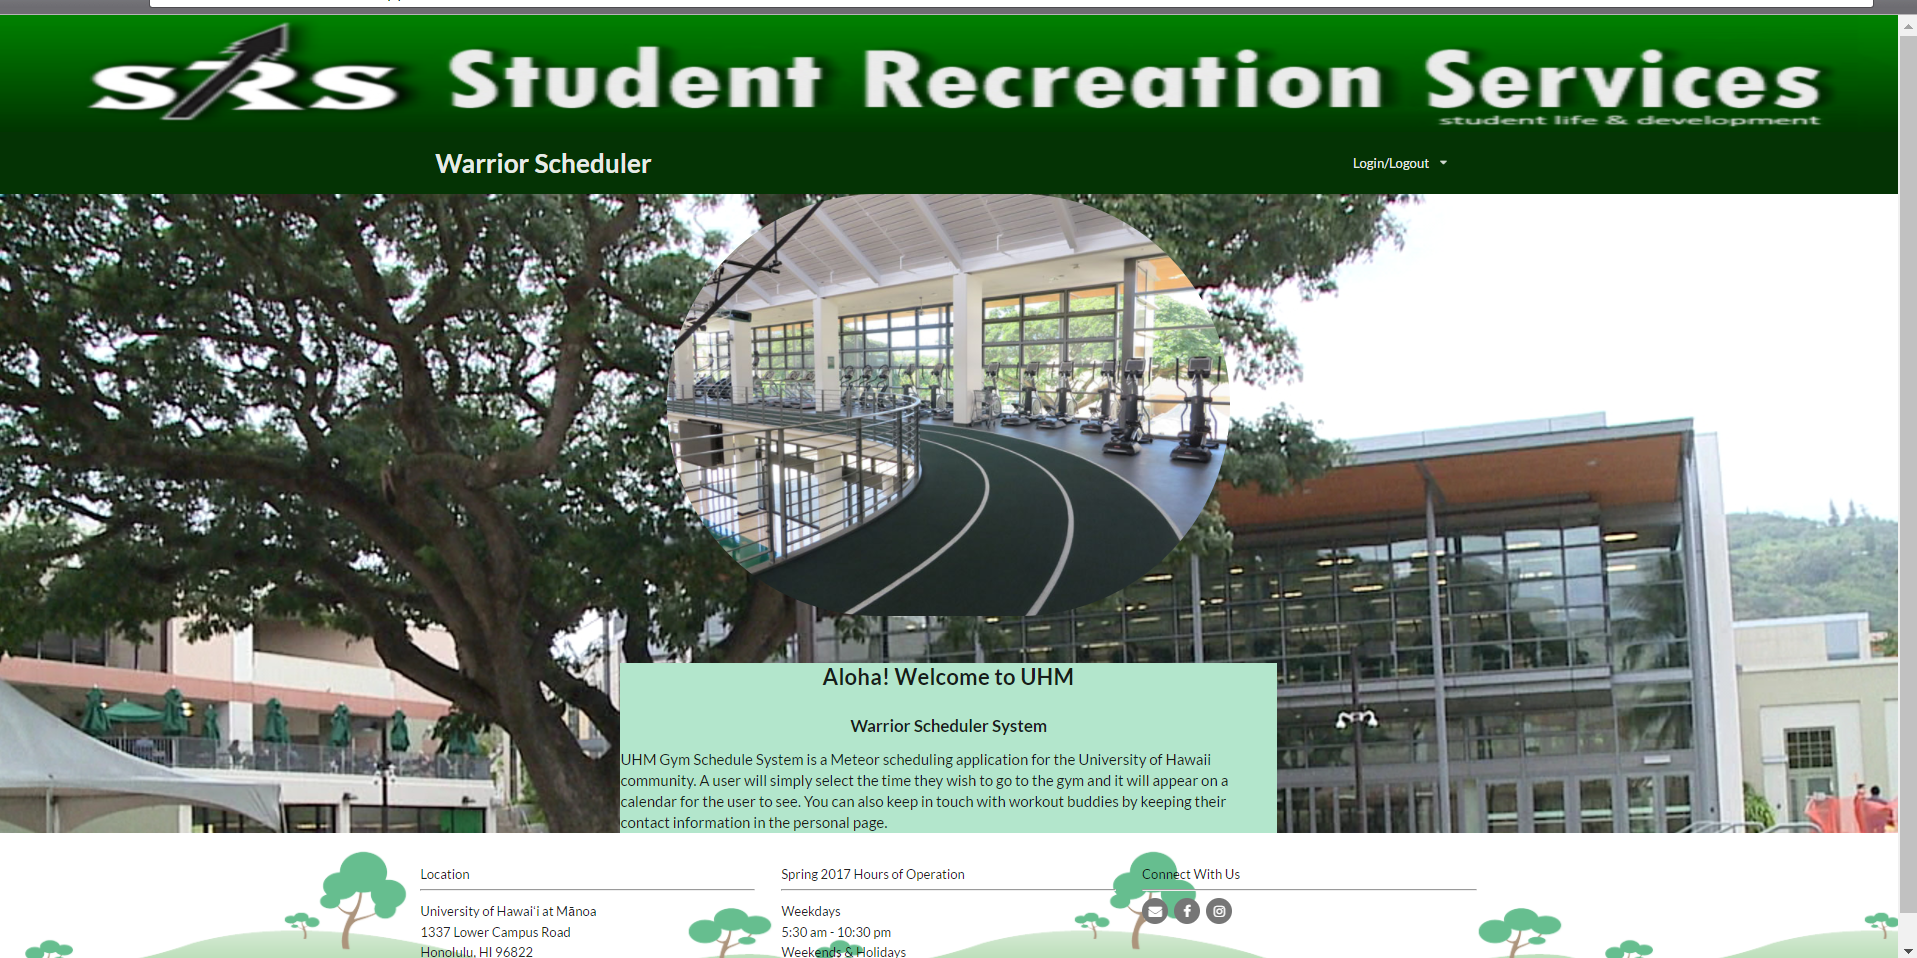 SRS Student Recreation Services
student life & development
Warrior Scheduler
Login/Logout
Aloha! Welcome to UHM
Warrior Scheduler System
UHM Gym Schedule System is a Meteor scheduling application for the University of Hawaii
community. A user will simply select the time they wish to go to the gym and it will appear on a
calendar for the user to see. You can also keep in touch with workout buddies by keeping their
contact information in the personal page.
Location
University of Hawaiʻi at Mānoa
1337 Lower Campus Road
Honolulu, HI 96822
Spring 2017 Hours of Operation
Weekdays
5:30 am - 10:30 pm
Weekends & Holidays
Connect With Us